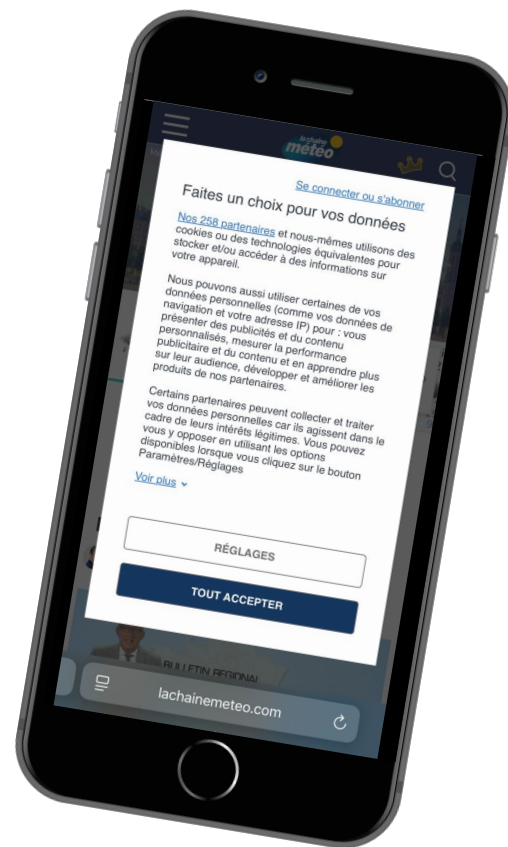 la chaîne
météo
Se connecter ou s'abonner
Faites un choix pour vos données
Nos 258 partenaires et nous-mêmes utilisons des
cookies ou des technologies équivalentes pour
stocker et/ou accéder à des informations sur
votre appareil.
Nous pouvons aussi utiliser certaines de vos
données personnelles (comme vos données de
navigation et votre adresse IP) pour : vous
présenter des publicités et du contenu
personnalisés, mesurer la performance
publicitaire et du contenu et en apprendre plus
sur leur audience, développer et améliorer les
produits de nos partenaires.
Certains partenaires peuvent collecter et traiter
vos données personnelles car ils agissent dans le
cadre de leurs intérêts légitimes. Vous pouvez
vous y opposer en utilisant les options
disponibles lorsque vous cliquez sur le bouton
Paramètres/Réglages
Voir plus
RÉGLAGES
TOUT ACCEPTER
BULLETIN REGIONAL
lachainemeteo.com